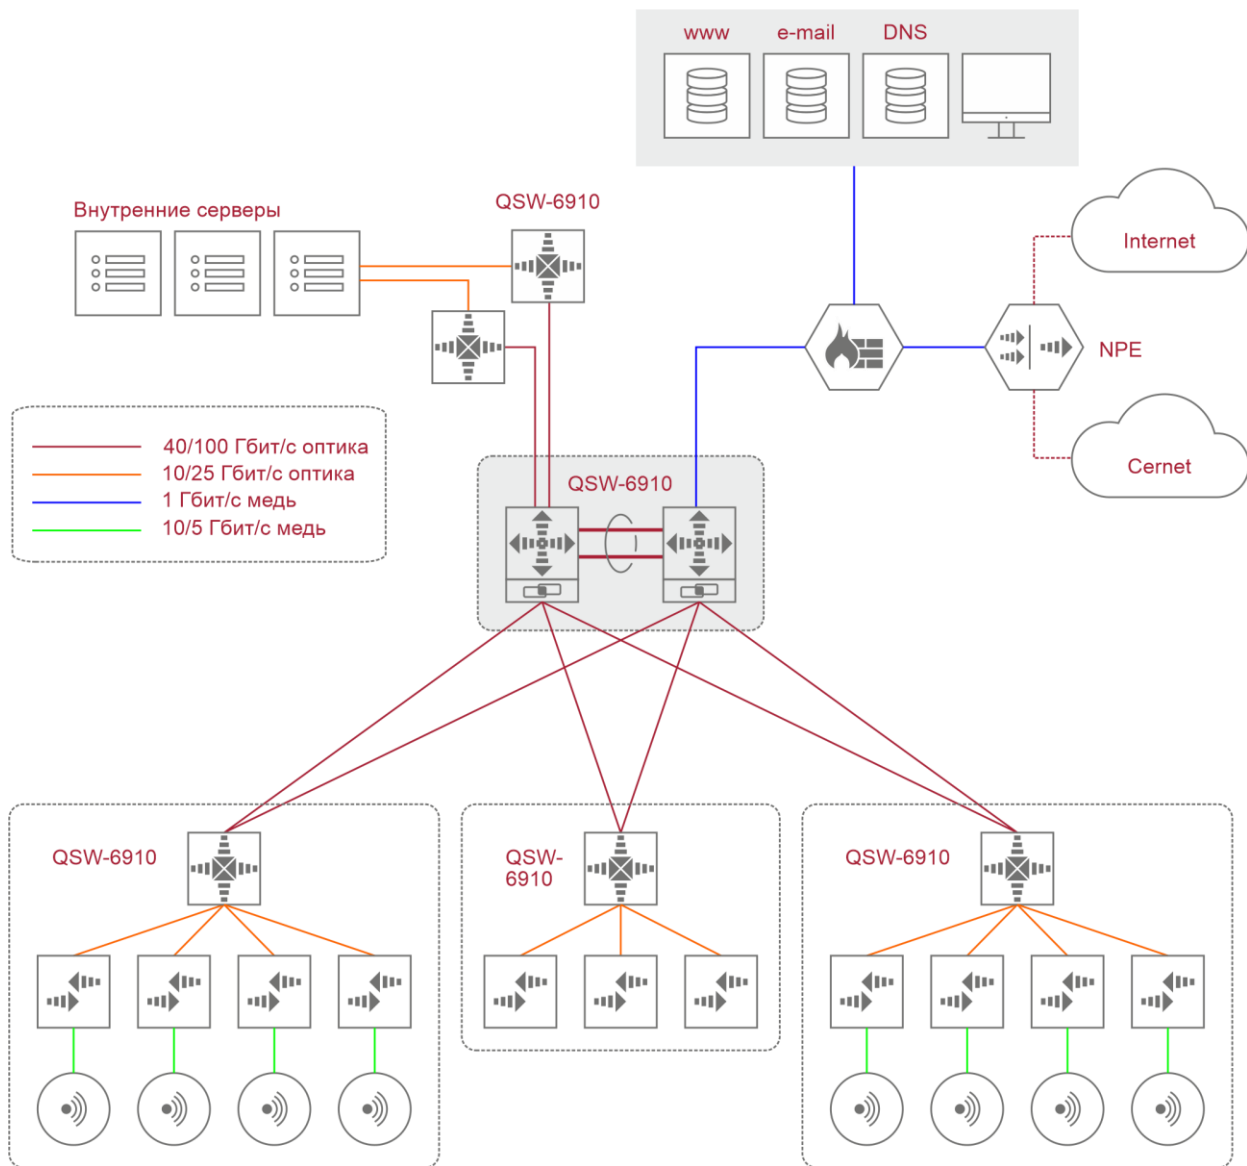 www
e-mail
DNS
QSW-6910
Внутренние серверы
Internet
NPE
Cernet
40/100 Гбит/с оптика
10/25 Гбит/с оптика
1 Гбит/с медь
10/5 Гбит/с медь
QSW-6910
QSW-6910
QSW-
6910
QSW-6910